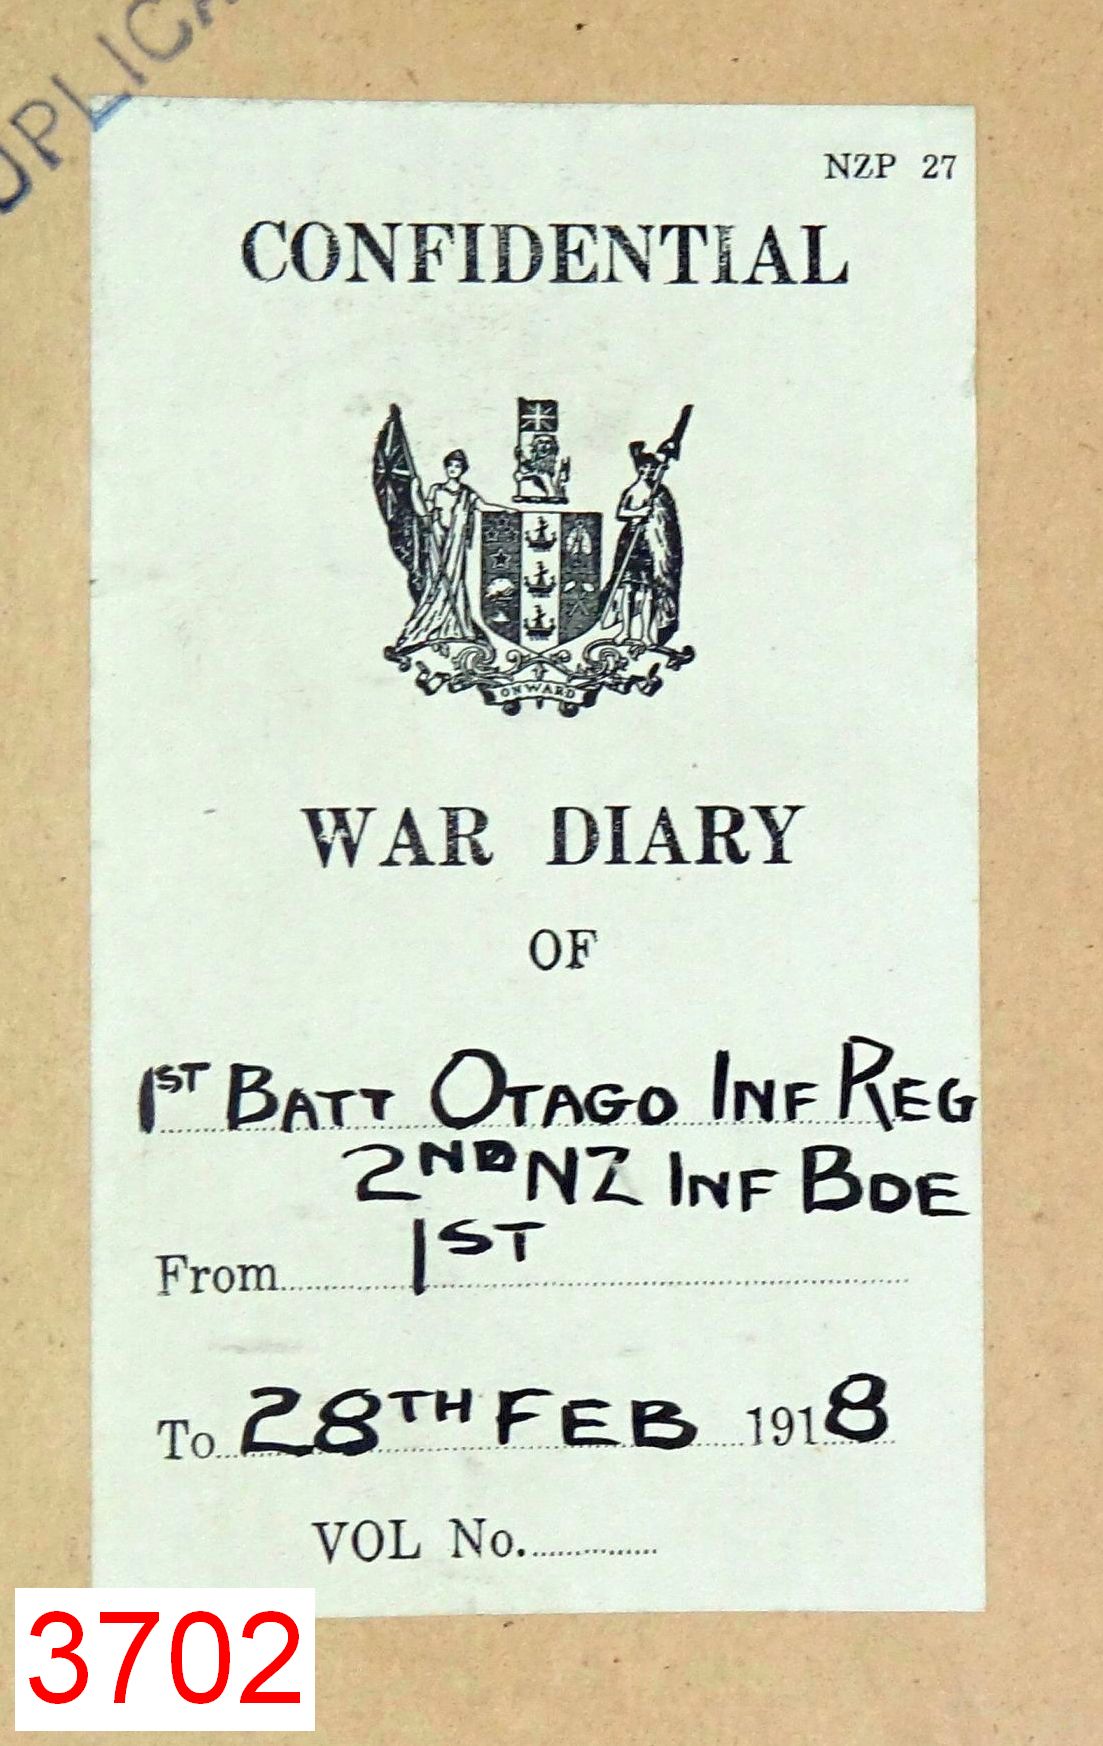 UPLICA
NZP 27
CONFIDENTIAL
ONWARD
WAR DIARY
OF
1ST BATT OTAGO INF REG
2ND NZ INF BDE
From 1ST
To 28TH FEB 1918
VOL No.
3702